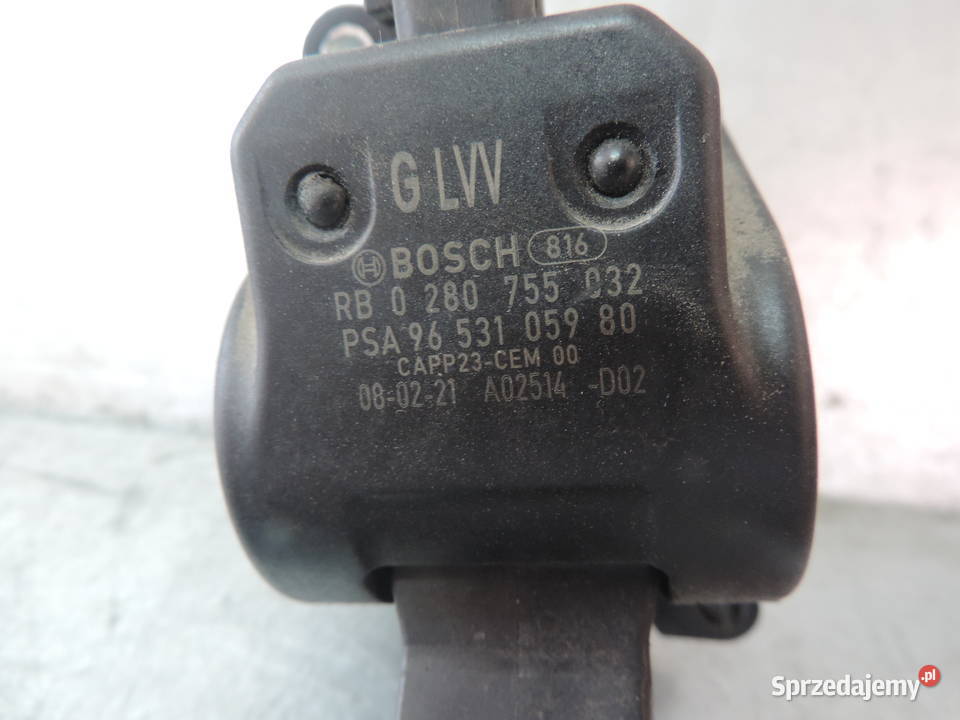 G LVV
BOSCH 816
RB 0 280 755 032
PSA 96 531 059 80
CAPP23-CEM 00
08-02-21 A02514 -D02
Sprzedajemy.pl